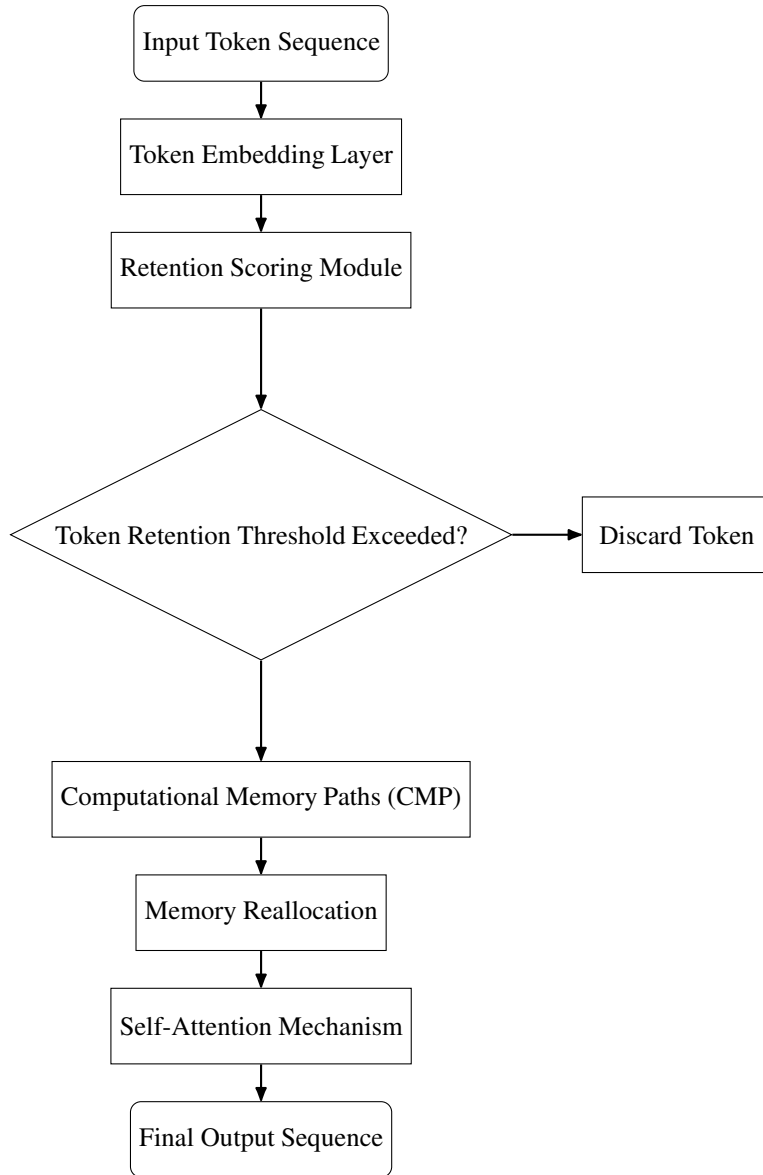 Input Token Sequence
Token Embedding Layer
Retention Scoring Module
Token Retention Threshold Exceeded?
Discard Token
Computational Memory Paths (CMP)
Memory Reallocation
Self-Attention Mechanism
Final Output Sequence